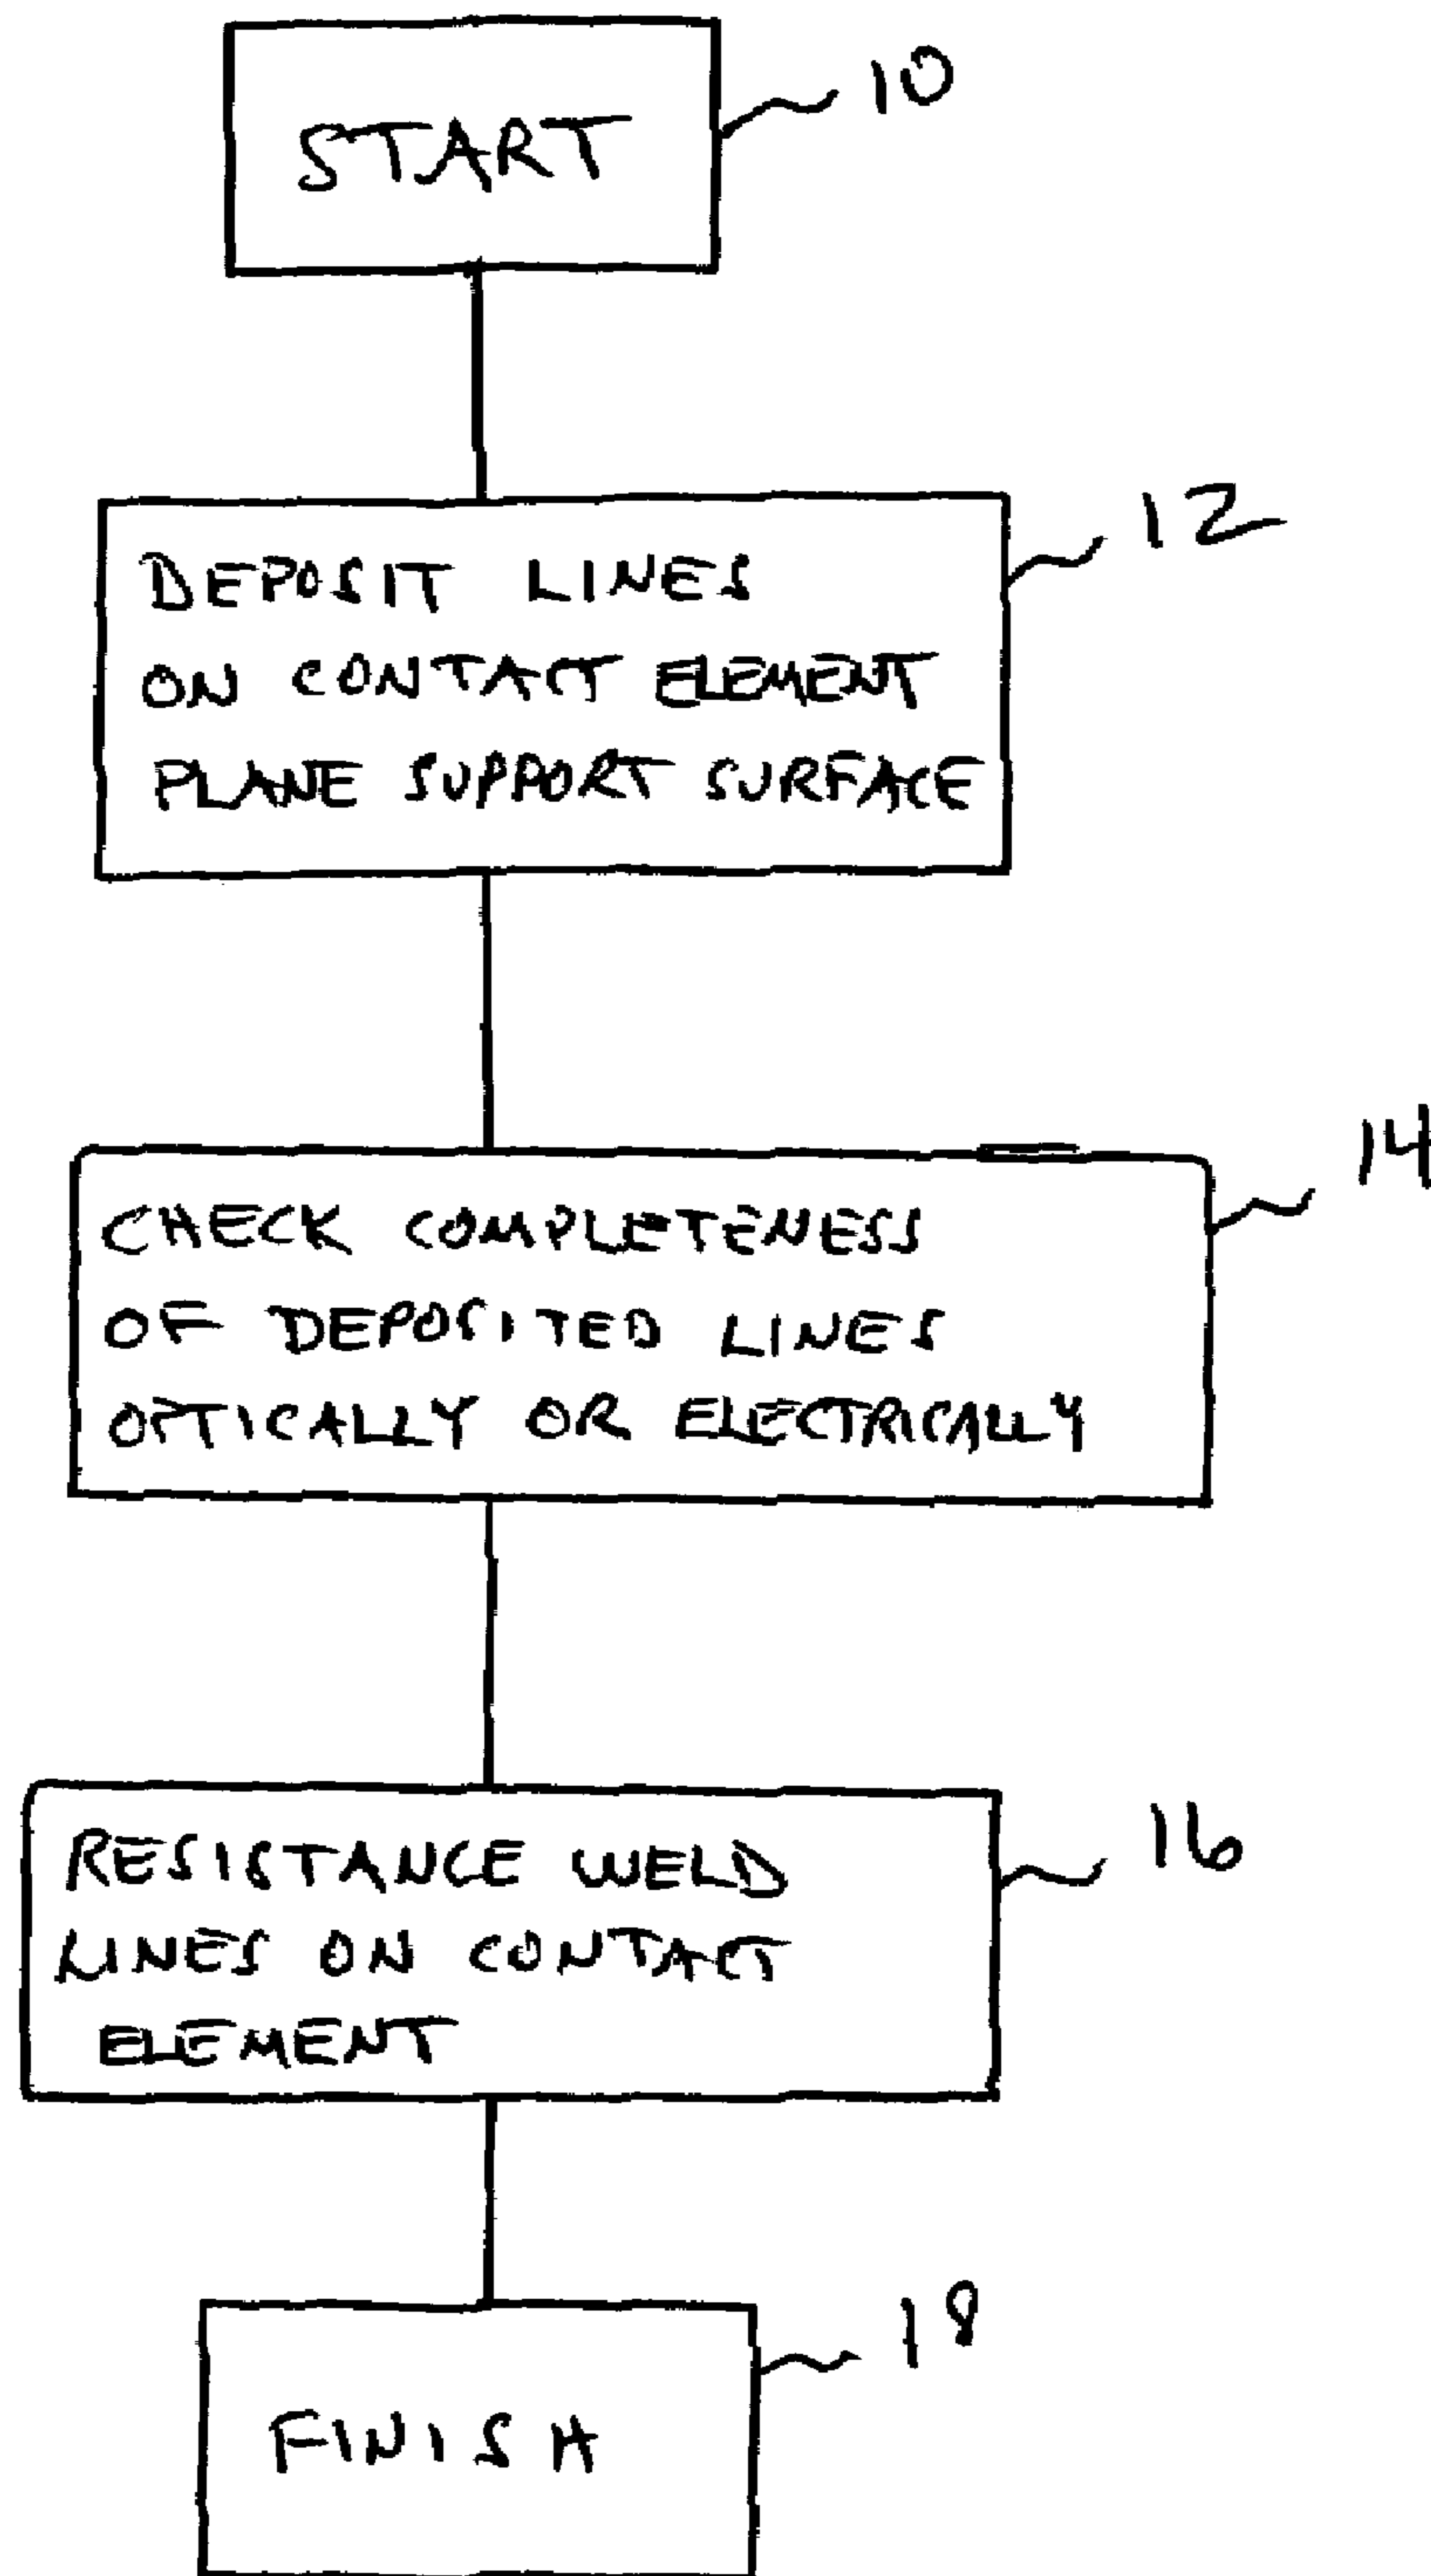 START
10
DEPOSIT LINES
12
ON CONTACT ELEMENT
PLANE SUPPORT SURFACE
CHECK COMPLETENESS
14
OF DEPOSITED LINES
OPTICALLY OR ELECTRICALLY
RESISTANCE WELD
16
LINES ON CONTACT
ELEMENT
FINISH
18